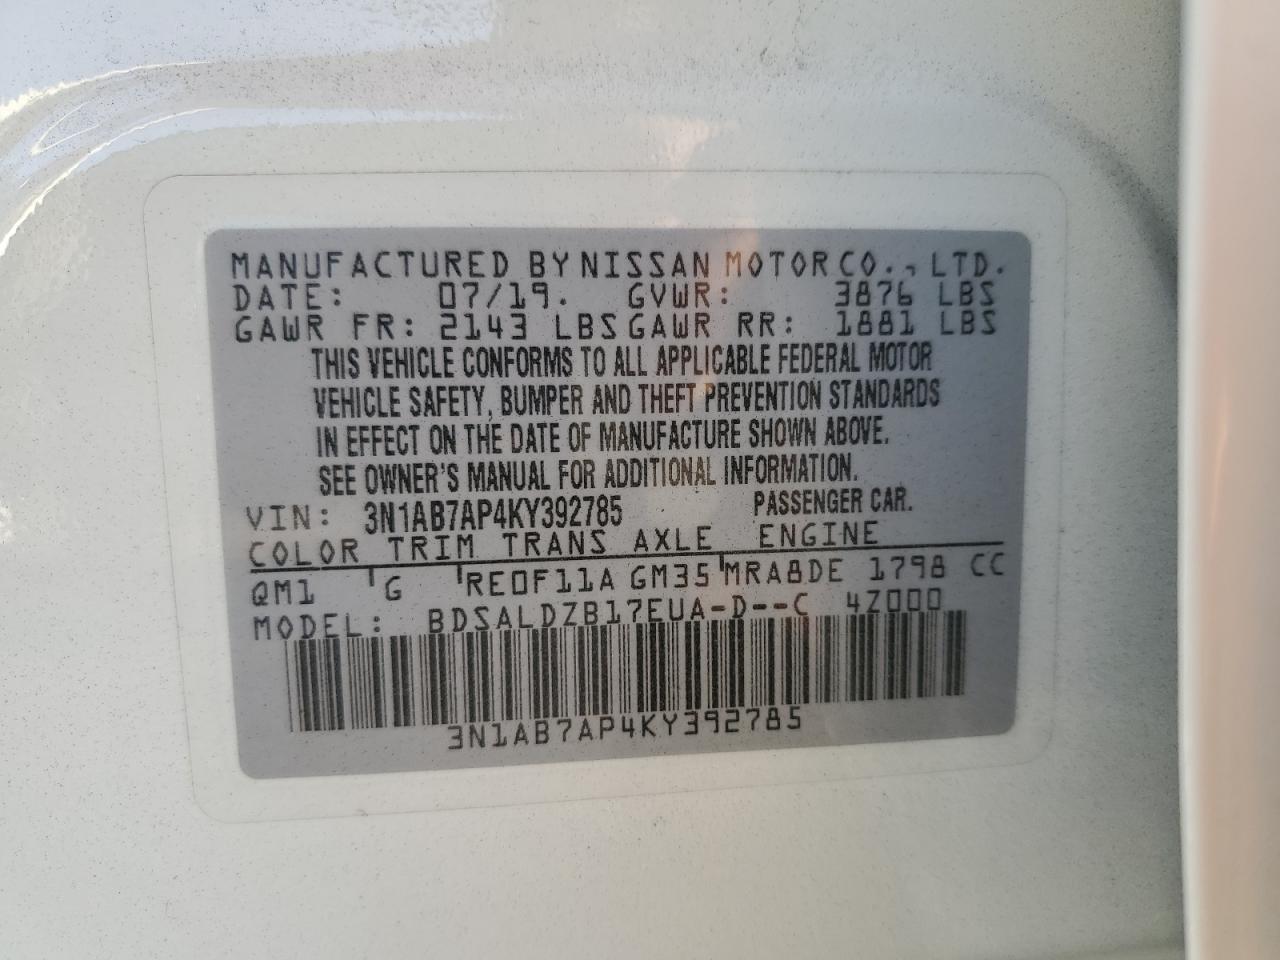 MANUFACTURED BY NISSAN MOTOR CO., LTD.
DATE: 07/19. GVWR: 3876 LBS
GAWR FR: 2143 LBS GAWR RR: 1881 LBS
THIS VEHICLE CONFORMS TO ALL APPLICABLE FEDERAL MOTOR
VEHICLE SAFETY, BUMPER AND THEFT PREVENTION STANDARDS
IN EFFECT ON THE DATE OF MANUFACTURE SHOWN ABOVE.
SEE OWNER'S MANUAL FOR ADDITIONAL INFORMATION.
VIN: 3N1AB7AP4KY392785 PASSENGER CAR.
COLOR TRIM TRANS AXLE ENGINE
QM1 G RE0F11A GM35 MRA8DE 1798 CC
MODEL: BDSALDZB17EUA-D--C 4Z000
3N1AB7AP4KY392785